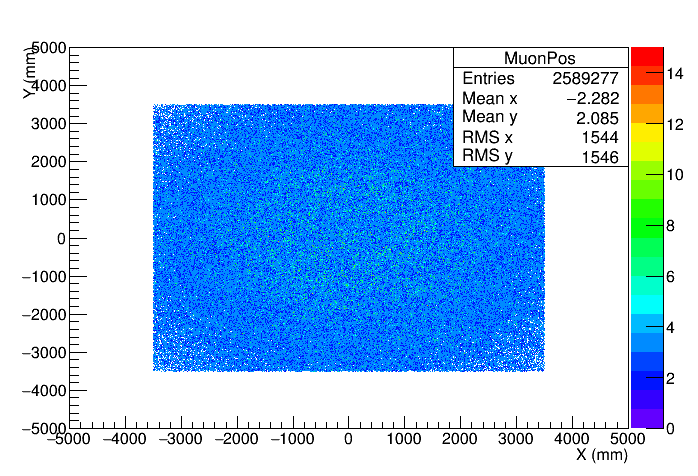 MuonPos
Entries 2589277
Mean x −2.282
Mean y 2.085
RMS x 1544
RMS y 1546
Y (mm)
5000
4000
3000
2000
1000
0
−1000
−2000
−3000
−4000
−5000
−5000 −4000 −3000 −2000 −1000 0 1000 2000 3000 4000 5000
X (mm)
14
12
10
8
6
4
2
0